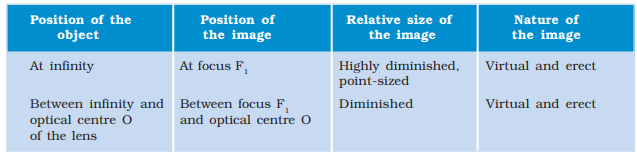 Position of the object | Position of the image | Relative size of the image | Nature of the image
At infinity | At focus F₁ | Highly diminished, point-sized | Virtual and erect
Between infinity and optical centre O of the lens | Between focus F₁ and optical centre O | Diminished | Virtual and erect